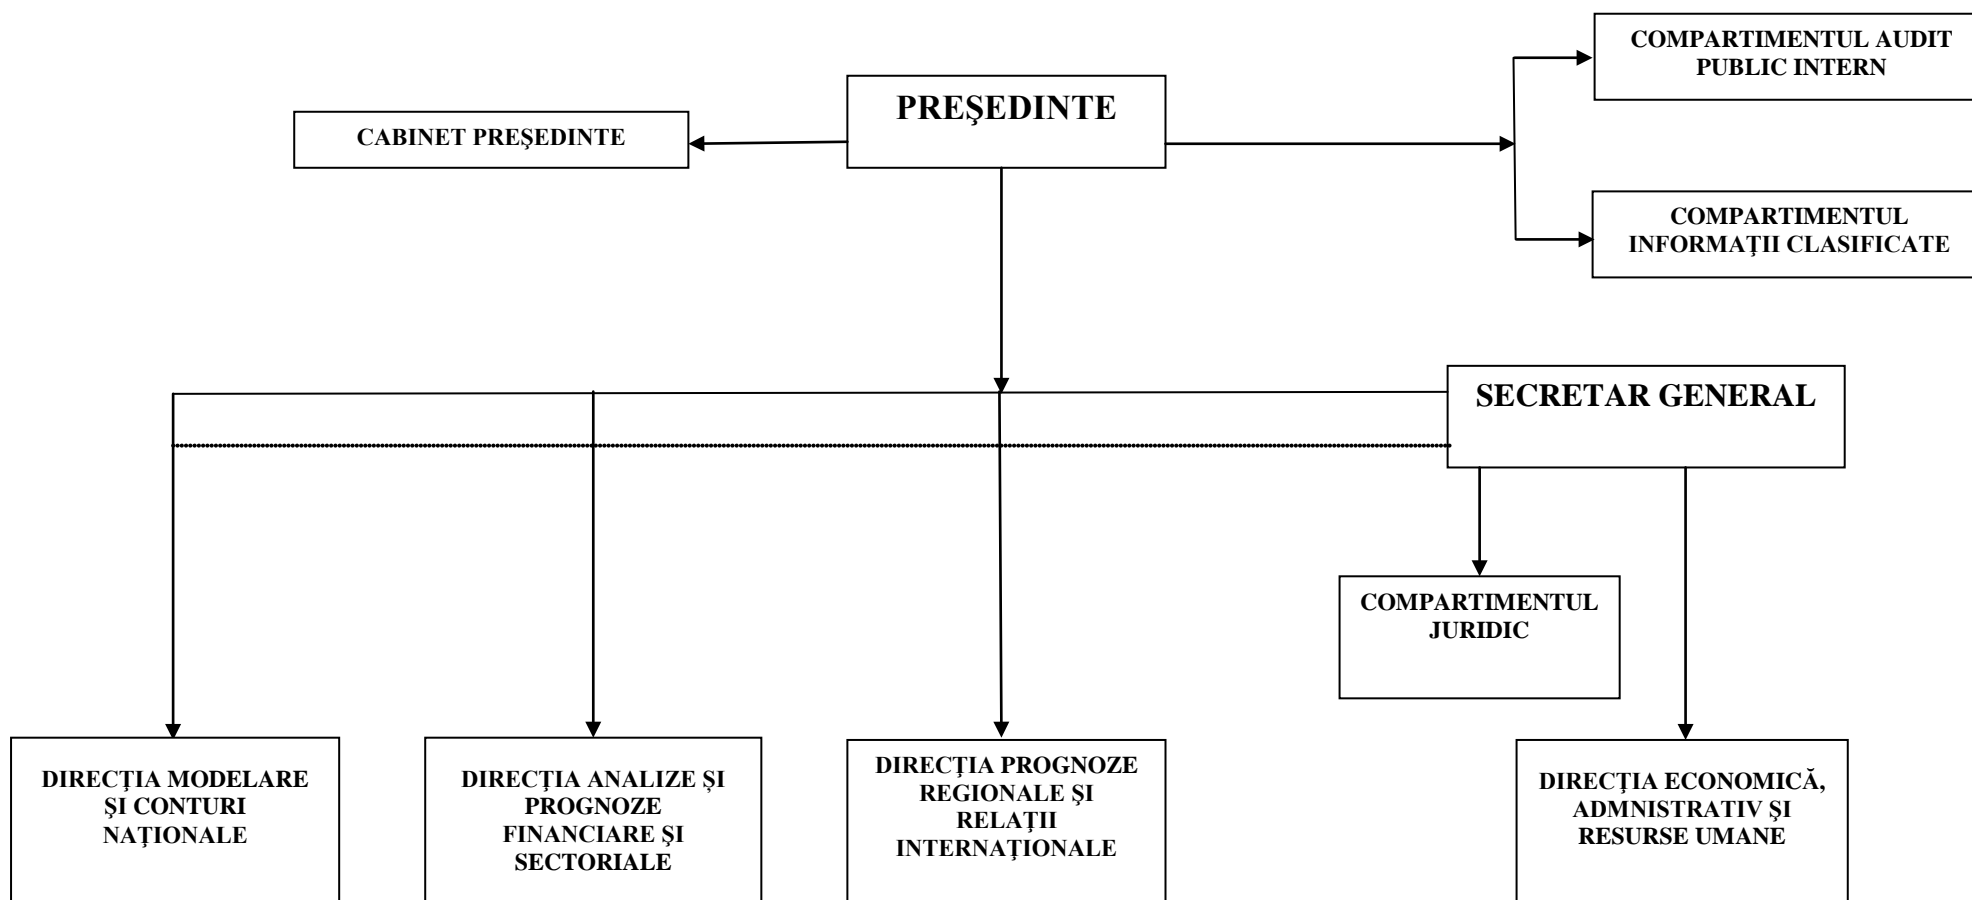 COMPARTIMENTUL AUDIT
PUBLIC INTERN
PREŞEDINTE
CABINET PREŞEDINTE
COMPARTIMENTUL
INFORMAŢII CLASIFICATE
SECRETAR GENERAL
COMPARTIMENTUL
JURIDIC
DIRECŢIA MODELARE
ŞI CONTURI
NAŢIONALE
DIRECŢIA ANALIZE ȘI
PROGNOZE
FINANCIARE ŞI
SECTORIALE
DIRECŢIA PROGNOZE
REGIONALE ŞI
RELAŢII
INTERNAŢIONALE
DIRECŢIA ECONOMICĂ,
ADMNISTRATIV ŞI
RESURSE UMANE